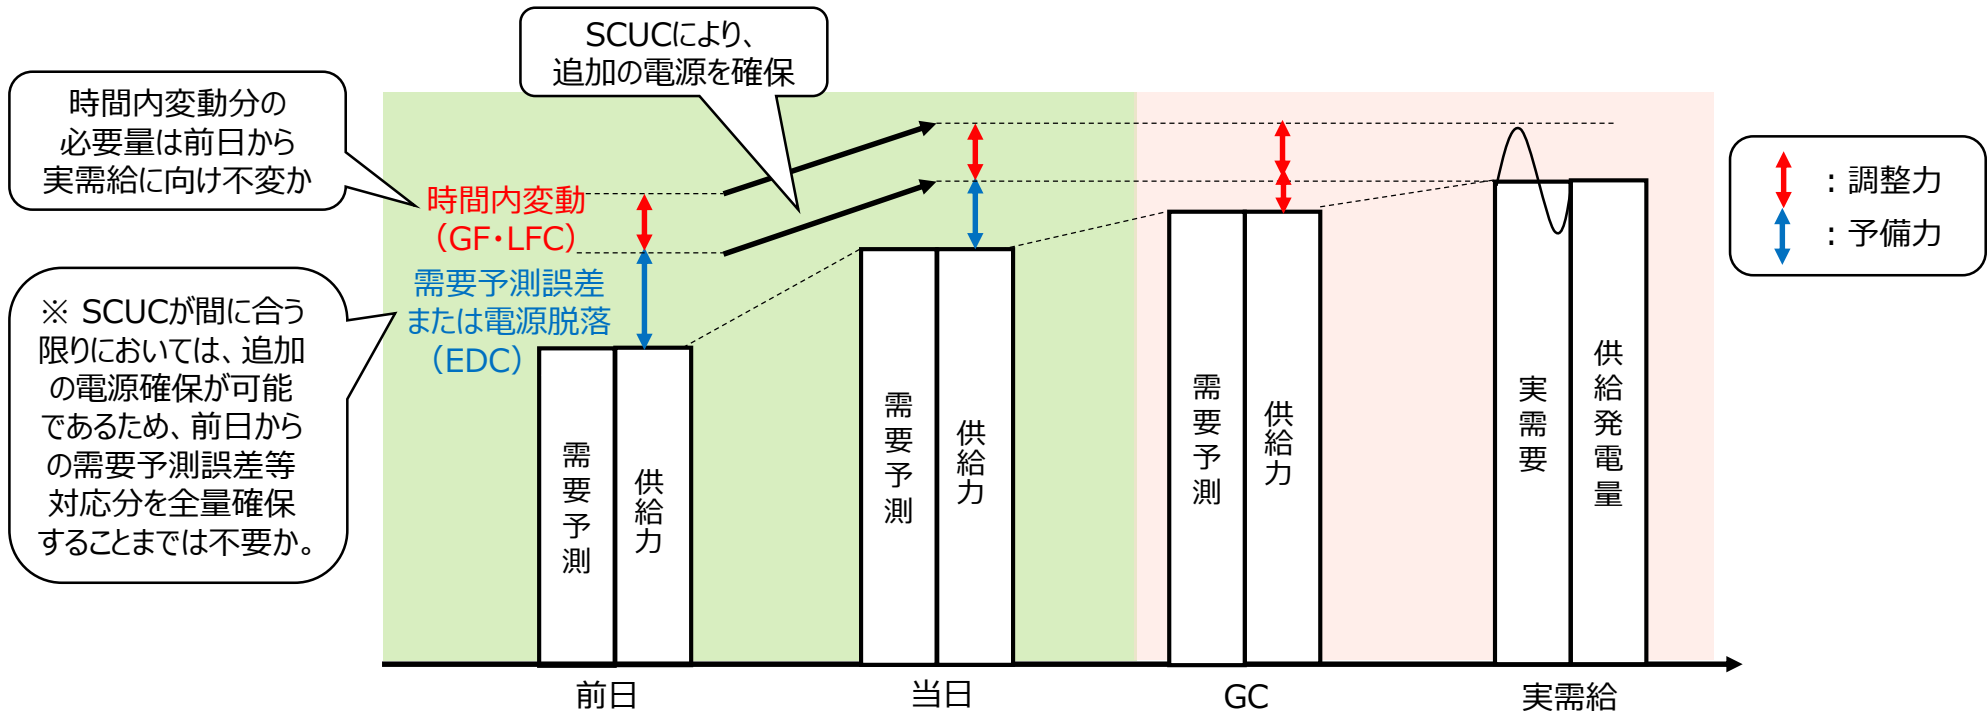 SCUCにより、
追加の電源を確保
時間内変動分の
必要量は前日から
実需給に向け不変か
時間内変動
（GF・LFC）
需要予測誤差
または電源脱落
（EDC）
※ SCUCが間に合う
限りにおいては、追加
の電源確保が可能
であるため、前日から
の需要予測誤差等
対応分を全量確保
することまでは不要か。
：調整力
：予備力
需要予測
供給力
需要予測
供給力
需要予測
供給力
実需要
供給発電量
前日
当日
GC
実需給